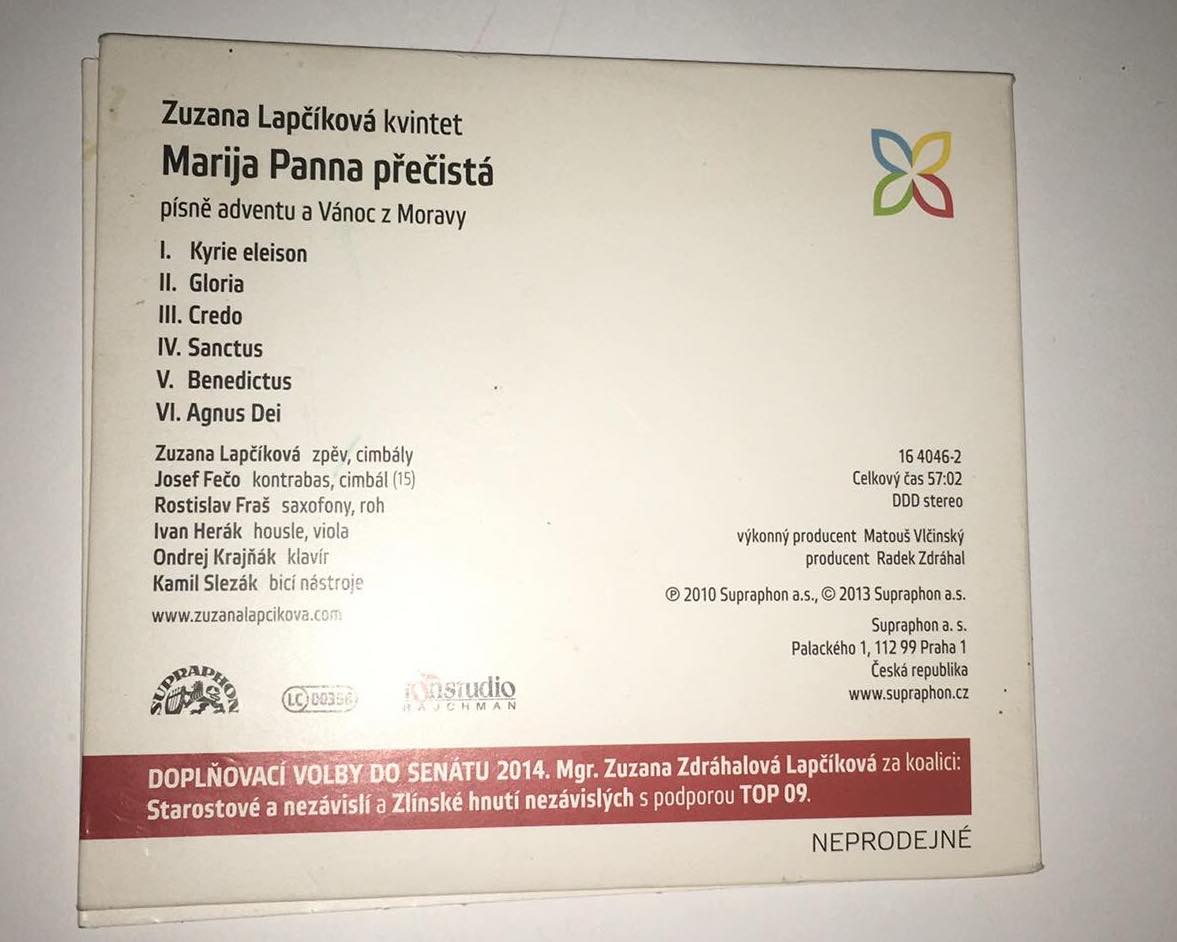 Zuzana Lapčíková kvintet
Marija Panna přečistá
písně adventu a Vánoc z Moravy
I. Kyrie eleison
II. Gloria
III. Credo
IV. Sanctus
V. Benedictus
VI. Agnus Dei
Zuzana Lapčíková zpěv, cimbály
Josef Fečo kontrabas, cimbál (15)
Rostislav Fraš saxofony, roh
Ivan Herák housle, viola
Ondrej Krajňák klavír
Kamil Slezák bicí nástroje
www.zuzanalapcikova.com
16 4046-2
Celkový čas 57:02
DDD stereo
výkonný producent Matouš Vlčinský
producent Radek Zdráhal
℗ 2010 Supraphon a.s., © 2013 Supraphon a.s.
Supraphon a. s.
Palackého 1, 112 99 Praha 1
Česká republika
www.supraphon.cz
SUPRAPHON
LC 00358
tonstudio
RAJCHMAN
DOPLŇOVACÍ VOLBY DO SENÁTU 2014. Mgr. Zuzana Zdráhalová Lapčíková za koalici:
Starostové a nezávislí a Zlínské hnutí nezávislých s podporou TOP 09.
NEPRODEJNÉ